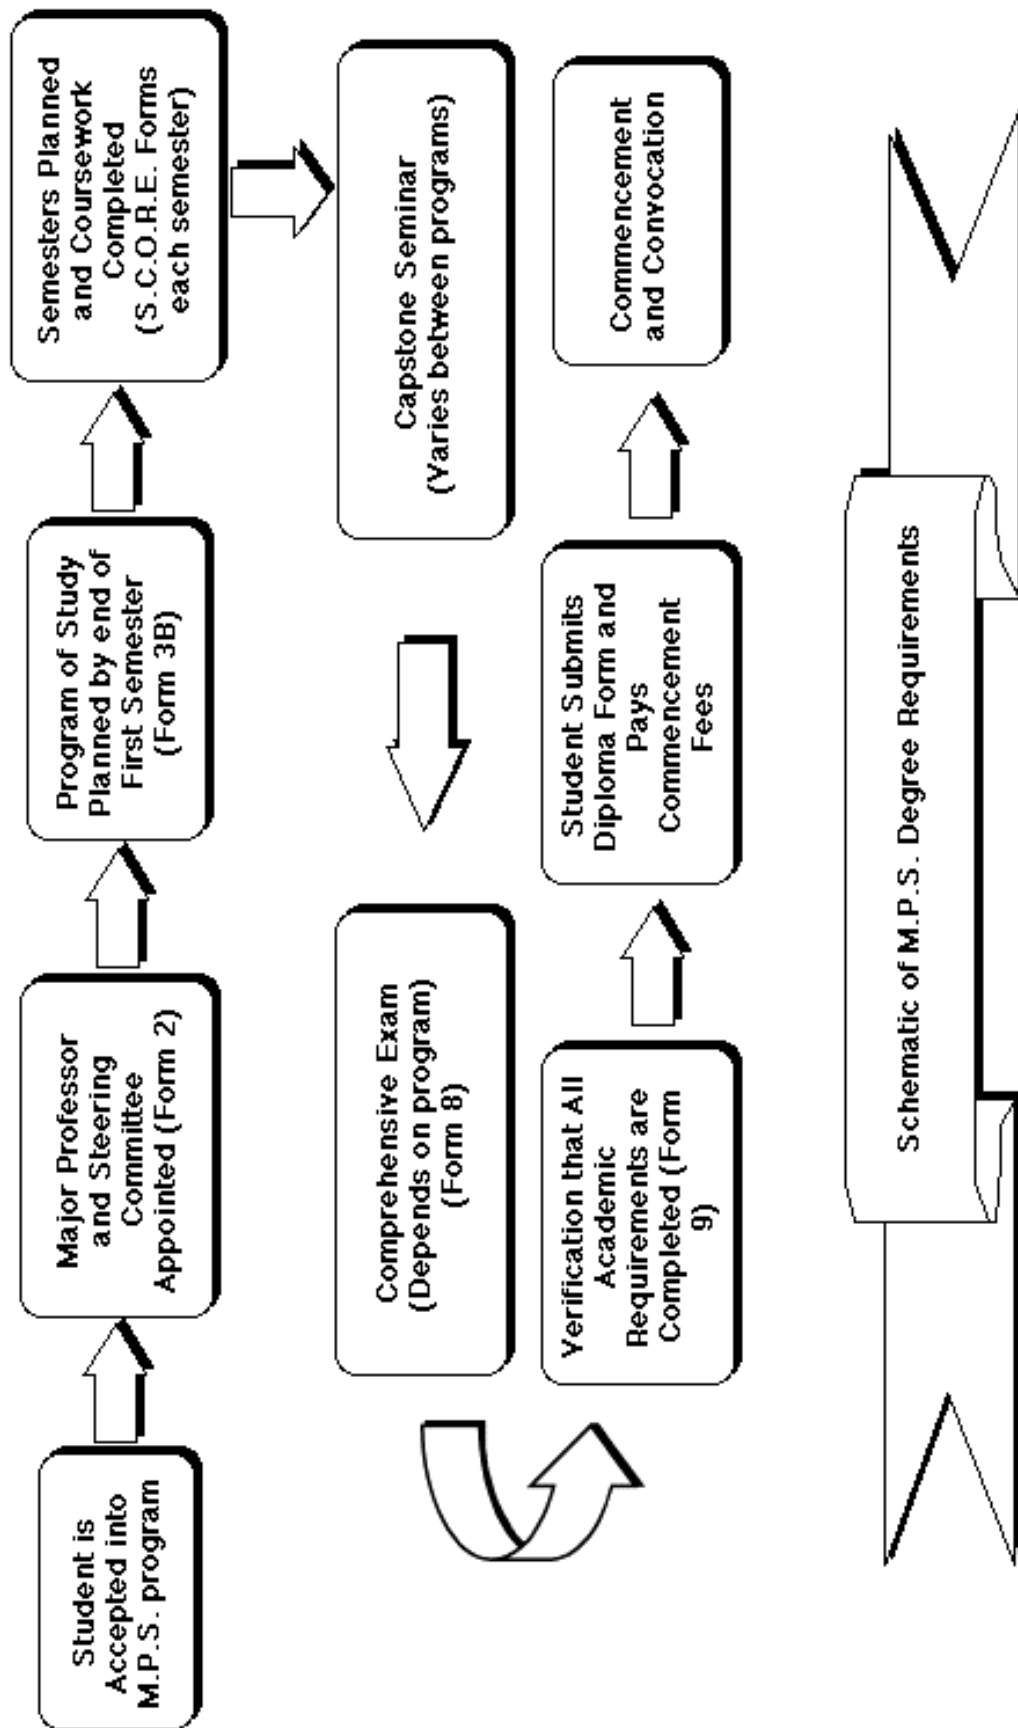 Student is
Accepted into
M.P.S. program
Major Professor
and Steering
Committee
Appointed (Form 2)
Program of Study
Planned by end of
First Semester
(Form 3B)
Semesters Planned
and Coursework
Completed
(S.C.O.R.E. Forms
each semester)
Capstone Seminar
(Varies between programs)
Comprehensive Exam
(Depends on program)
(Form 8)
Verification that All
Academic
Requirements are
Completed (Form
9)
Student Submits
Diploma Form and
Pays
Commencement
Fees
Commencement
and Convocation
Schematic of M.P.S. Degree Requirements